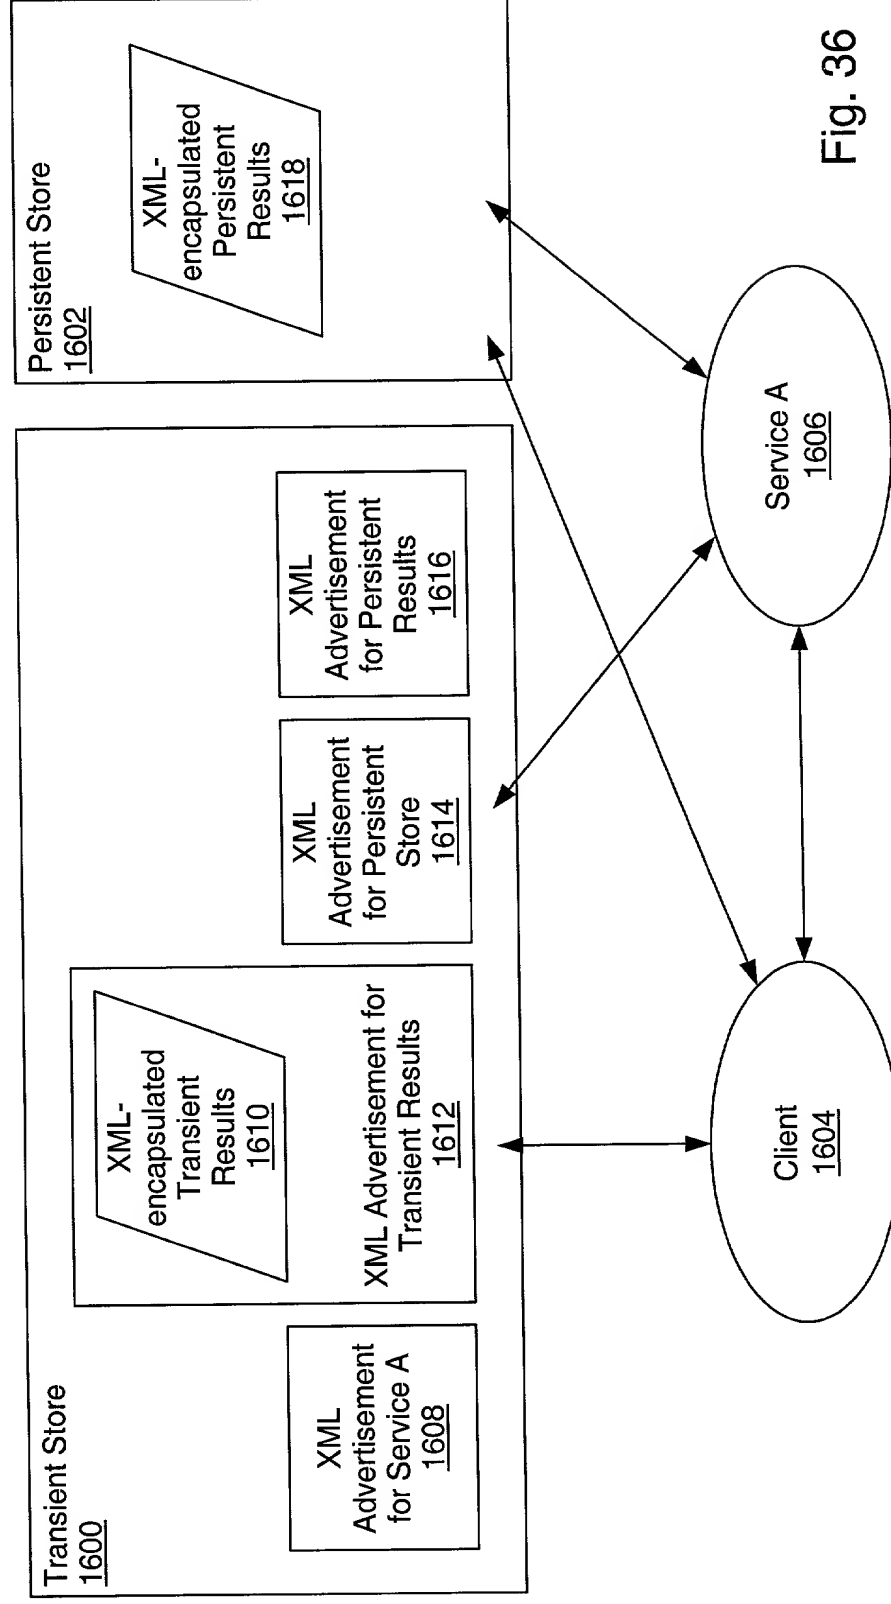 Transient Store
1600
XML
Advertisement
for Service A
1608
XML-
encapsulated
Transient
Results
1610
XML Advertisement for
Transient Results
1612
XML
Advertisement
for Persistent
Store
1614
XML
Advertisement
for Persistent
Results
1616
Persistent Store
1602
XML-
encapsulated
Persistent
Results
1618
Client
1604
Service A
1606
Fig. 36